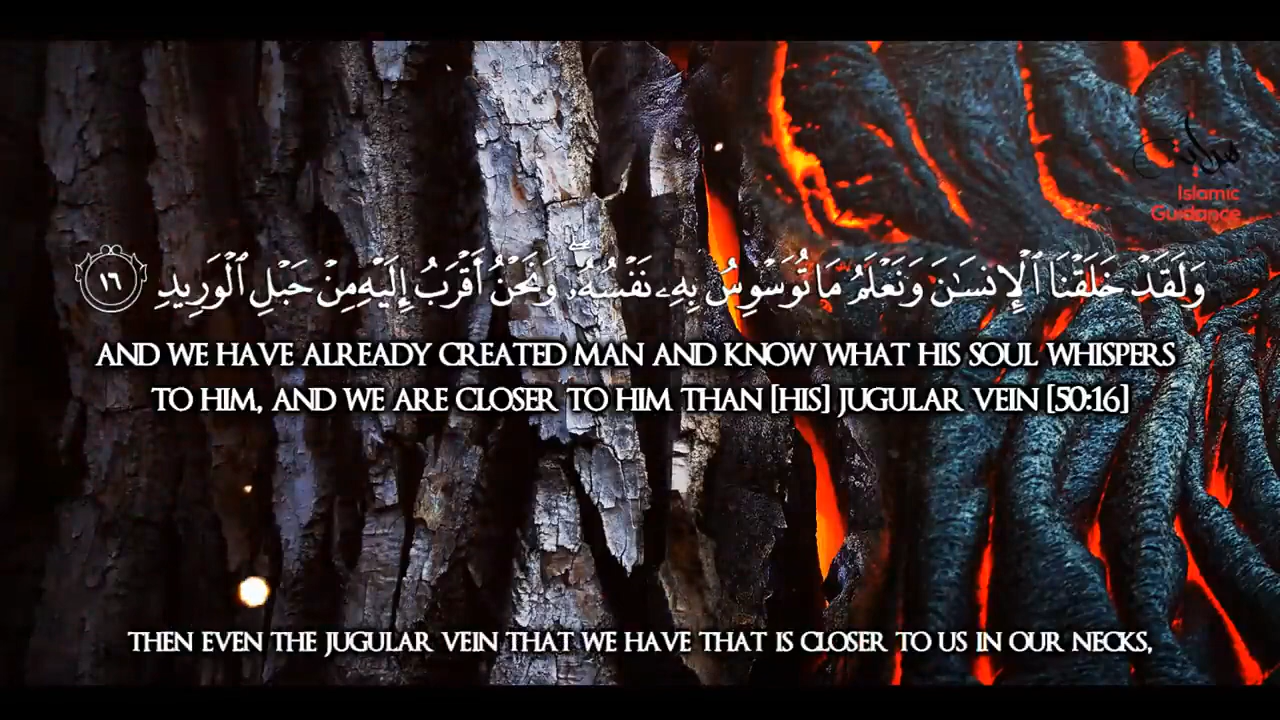 هداية
Islamic
Guidance
وَلَقَدْ خَلَقْنَا ٱلْإِنسَـٰنَ وَنَعْلَمُ مَا تُوَسْوِسُ بِهِۦ نَفْسُهُۥ ۖ وَنَحْنُ أَقْرَبُ إِلَيْهِ مِنْ حَبْلِ ٱلْوَرِيدِ ١٦
AND WE HAVE ALREADY CREATED MAN AND KNOW WHAT HIS SOUL WHISPERS
TO HIM, AND WE ARE CLOSER TO HIM THAN [HIS] JUGULAR VEIN [50:16]
THEN EVEN THE JUGULAR VEIN THAT WE HAVE THAT IS CLOSER TO US IN OUR NECKS,